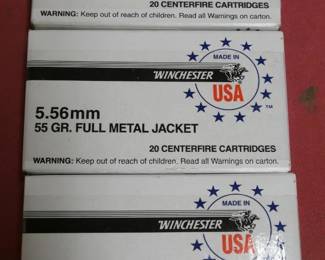 20 CENTERFIRE CARTRIDGES
WARNING: Keep out of reach of children. Read all Warnings on carton.
MADE IN
WINCHESTER
USA
TM
5.56mm
55 GR. FULL METAL JACKET
20 CENTERFIRE CARTRIDGES
WARNING: Keep out of reach of children. Read all Warnings on carton.
MADE IN
WINCHESTER
USA